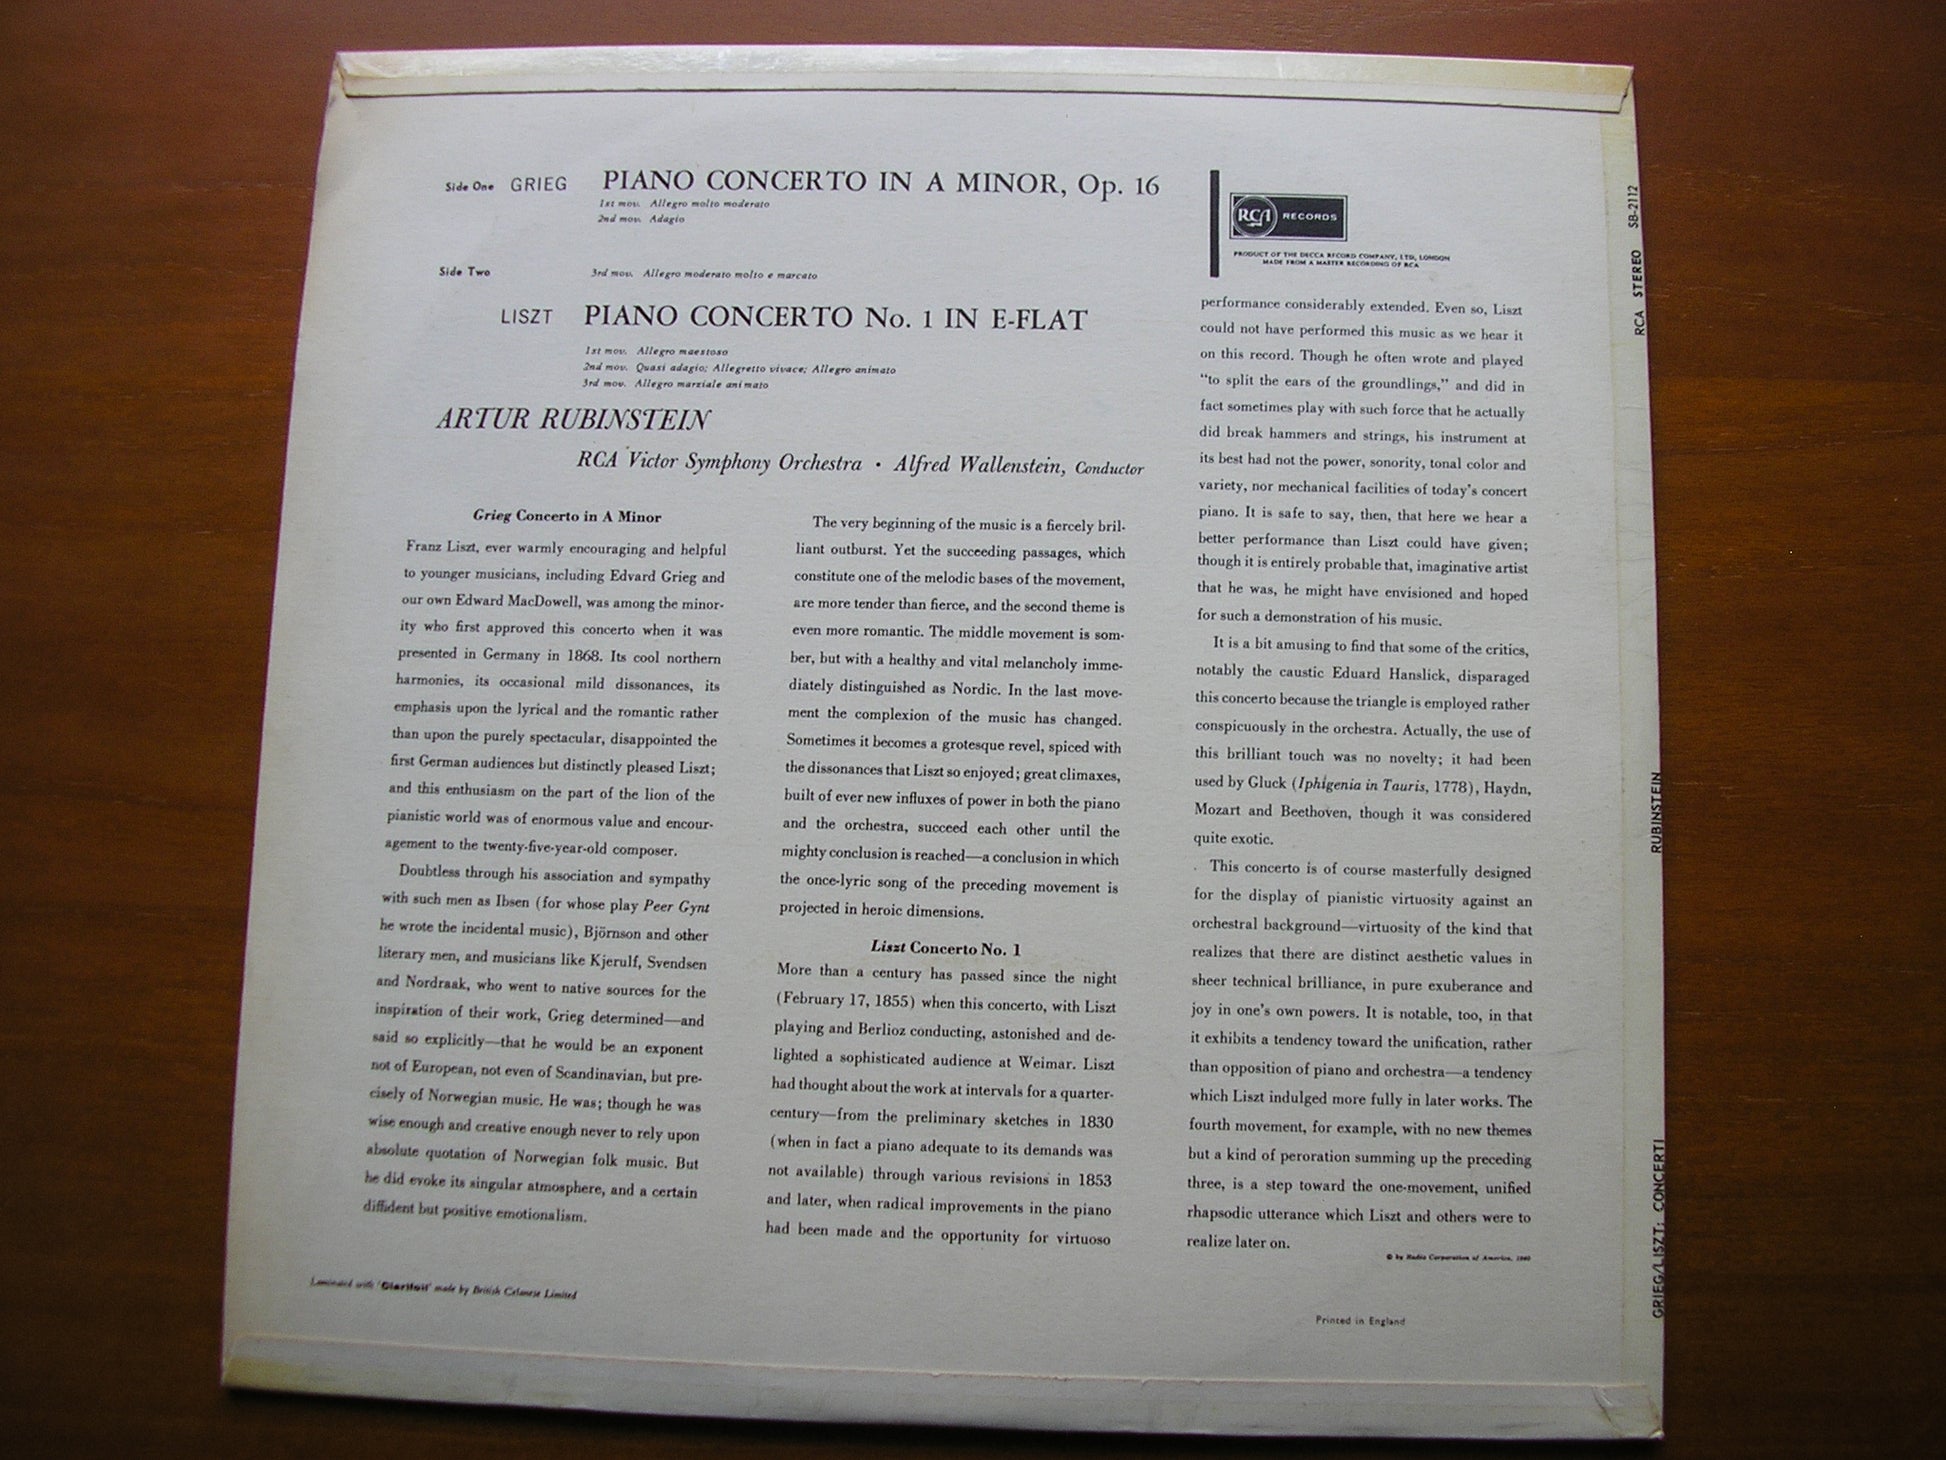 Side One GRIEG PIANO CONCERTO IN A MINOR, Op. 16
1st mov. Allegro molto moderato
2nd mov. Adagio
Side Two 3rd mov. Allegro moderato molto e marcato
LISZT PIANO CONCERTO No. 1 IN E-FLAT
1st mov. Allegro maestoso
2nd mov. Quasi adagio; Allegretto vivace; Allegro animato
3rd mov. Allegro marziale animato
ARTUR RUBINSTEIN
RCA Victor Symphony Orchestra • Alfred Wallenstein, Conductor
RCA RECORDS
PRODUCT OF THE DECCA RECORD COMPANY, LTD, LONDON
MADE FROM A MASTER RECORDING OF RCA
Grieg Concerto in A Minor
Franz Liszt, ever warmly encouraging and helpful
to younger musicians, including Edvard Grieg and
our own Edward MacDowell, was among the minor-
ity who first approved this concerto when it was
presented in Germany in 1868. Its cool northern
harmonies, its occasional mild dissonances, its
emphasis upon the lyrical and the romantic rather
than upon the purely spectacular, disappointed the
first German audiences but distinctly pleased Liszt;
and this enthusiasm on the part of the lion of the
pianistic world was of enormous value and encour-
agement to the twenty-five-year-old composer.
Doubtless through his association and sympathy
with such men as Ibsen (for whose play Peer Gynt
he wrote the incidental music), Björnson and other
literary men, and musicians like Kjerulf, Svendsen
and Nordraak, who went to native sources for the
inspiration of their work, Grieg determined—and
said so explicitly—that he would be an exponent
not of European, not even of Scandinavian, but pre-
cisely of Norwegian music. He was; though he was
wise enough and creative enough never to rely upon
absolute quotation of Norwegian folk music. But
he did evoke its singular atmosphere, and a certain
diffident but positive emotionalism.
The very beginning of the music is a fiercely bril-
liant outburst. Yet the succeeding passages, which
constitute one of the melodic bases of the movement,
are more tender than fierce, and the second theme is
even more romantic. The middle movement is som-
ber, but with a healthy and vital melancholy imme-
diately distinguished as Nordic. In the last move-
ment the complexion of the music has changed.
Sometimes it becomes a grotesque revel, spiced with
the dissonances that Liszt so enjoyed; great climaxes,
built of ever new influxes of power in both the piano
and the orchestra, succeed each other until the
mighty conclusion is reached—a conclusion in which
the once-lyric song of the preceding movement is
projected in heroic dimensions.
Liszt Concerto No. 1
More than a century has passed since the night
(February 17, 1855) when this concerto, with Liszt
playing and Berlioz conducting, astonished and de-
lighted a sophisticated audience at Weimar. Liszt
had thought about the work at intervals for a quarter-
century—from the preliminary sketches in 1830
(when in fact a piano adequate to its demands was
not available) through various revisions in 1853
and later, when radical improvements in the piano
had been made and the opportunity for virtuoso
performance considerably extended. Even so, Liszt
could not have performed this music as we hear it
on this record. Though he often wrote and played
"to split the ears of the groundlings," and did in
fact sometimes play with such force that he actually
did break hammers and strings, his instrument at
its best had not the power, sonority, tonal color and
variety, nor mechanical facilities of today's concert
piano. It is safe to say, then, that here we hear a
better performance than Liszt could have given;
though it is entirely probable that, imaginative artist
that he was, he might have envisioned and hoped
for such a demonstration of his music.
It is a bit amusing to find that some of the critics,
notably the caustic Eduard Hanslick, disparaged
this concerto because the triangle is employed rather
conspicuously in the orchestra. Actually, the use of
this brilliant touch was no novelty; it had been
used by Gluck (Iphigenia in Tauris, 1778), Haydn,
Mozart and Beethoven, though it was considered
quite exotic.
This concerto is of course masterfully designed
for the display of pianistic virtuosity against an
orchestral background—virtuosity of the kind that
realizes that there are distinct aesthetic values in
sheer technical brilliance, in pure exuberance and
joy in one's own powers. It is notable, too, in that
it exhibits a tendency toward the unification, rather
than opposition of piano and orchestra—a tendency
which Liszt indulged more fully in later works. The
fourth movement, for example, with no new themes
but a kind of peroration summing up the preceding
three, is a step toward the one-movement, unified
rhapsodic utterance which Liszt and others were to
realize later on.
© by Radio Corporation of America, 1960
Laminated with 'Clarifoil' made by British Celanese Limited
Printed in England
RCA STEREO SB-2112
RUBINSTEIN
GRIEG/LISZT: CONCERTI